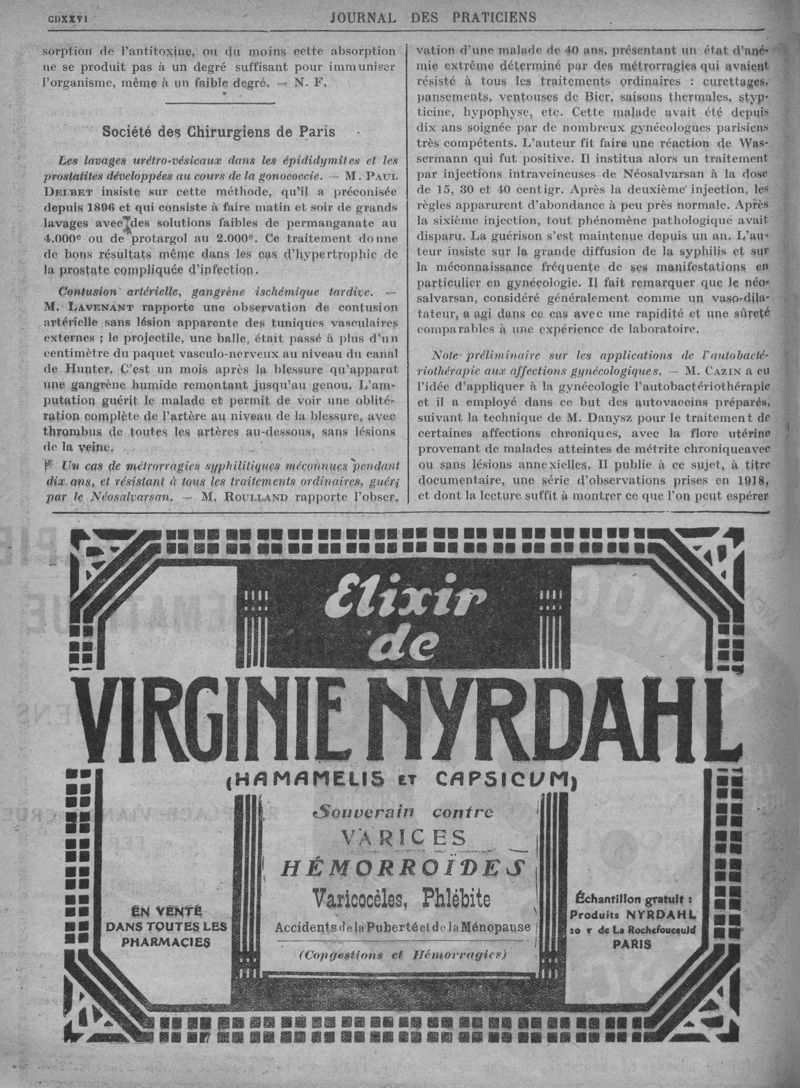 CDXXVI
JOURNAL DES PRATICIENS
sorption de l'antitoxine, ou du moins cette absorption
ne se produit pas à un degré suffisant pour immuniser
l'organisme, même à un faible degré. — N. F.
Société des Chirurgiens de Paris
Les lavages urétro-vésicaux dans les épididymites et les
prostatites développées au cours de la gonococcie. — M. PAUL
DELBET insiste sur cette méthode, qu'il a préconisée
depuis 1896 et qui consiste à faire matin et soir de grands
lavages avec des solutions faibles de permanganate au
4.000e ou de protargol au 2.000e. Ce traitement donne
de bons résultats même dans les cas d'hypertrophie de
la prostate compliquée d'infection.
Contusion artérielle, gangrène ischémique tardive. —
M. LAVENANT rapporte une observation de contusion
artérielle sans lésion apparente des tuniques vasculaires
externes ; le projectile, une balle, était passé à plus d'un
centimètre du paquet vasculo-nerveux au niveau du canal
de Hunter. C'est un mois après la blessure qu'apparut
une gangrène humide remontant jusqu'au genou. L'am-
putation guérit le malade et permit de voir une oblité-
ration complète de l'artère au niveau de la blessure, avec
thrombus de toutes les artères au-dessous, sans lésions
de la veine.
Un cas de métrorragies syphilitiques méconnues pendant
dix ans, et résistant à tous les traitements ordinaires, guéri
par le Néosalvarsan. — M. ROULLAND rapporte l'obser-
vation d'une malade de 40 ans, présentant un état d'ané-
mie extrême déterminé par des métrorragies qui avaient
résisté à tous les traitements ordinaires : curettages,
pansements, ventouses de Bier, saisons thermales, styp-
ticine, hypophyse, etc. Cette malade avait été depuis
dix ans soignée par de nombreux gynécologues parisiens
très compétents. L'auteur fit faire une réaction de Was-
sermann qui fut positive. Il institua alors un traitement
par injections intraveineuses de Néosalvarsan à la dose
de 15, 30 et 40 centigr. Après la deuxième injection, les
règles apparurent d'abondance à peu près normale. Après
la sixième injection, tout phénomène pathologique avait
disparu. La guérison s'est maintenue depuis un an. L'au-
teur insiste sur la grande diffusion de la syphilis et sur
la méconnaissance fréquente de ses manifestations en
particulier en gynécologie. Il fait remarquer que le néo-
salvarsan, considéré généralement comme un vaso-dila-
tateur, a agi dans ce cas avec une rapidité et une sûreté
comparables à une expérience de laboratoire.
Note préliminaire sur les applications de l'autobacté-
riothérapie aux affections gynécologiques. — M. CAZIN a eu
l'idée d'appliquer à la gynécologie l'autobactériothérapie
et il a employé dans ce but des autovaccins préparés,
suivant la technique de M. Danysz pour le traitement de
certaines affections chroniques, avec la flore utérine
provenant de malades atteintes de métrite chroniqueavec
ou sans lésions annexielles. Il publie à ce sujet, à titre
documentaire, une série d'observations prises en 1918,
et dont la lecture suffit à montrer ce que l'on peut espérer
Elixir
de
VIRGINIE NYRDAHL
(HAMAMELIS ET CAPSICUM)
Souverain contre
VARICES
HÉMORROÏDES
Varicocèles, Phlébite
Accidents de la Puberté et de la Ménopause
(Congestions et Hémorragies)
EN VENTE
DANS TOUTES LES
PHARMACIES
Échantillon gratuit :
Produits NYRDAHL
20 r de La Rochefoucauld
PARIS